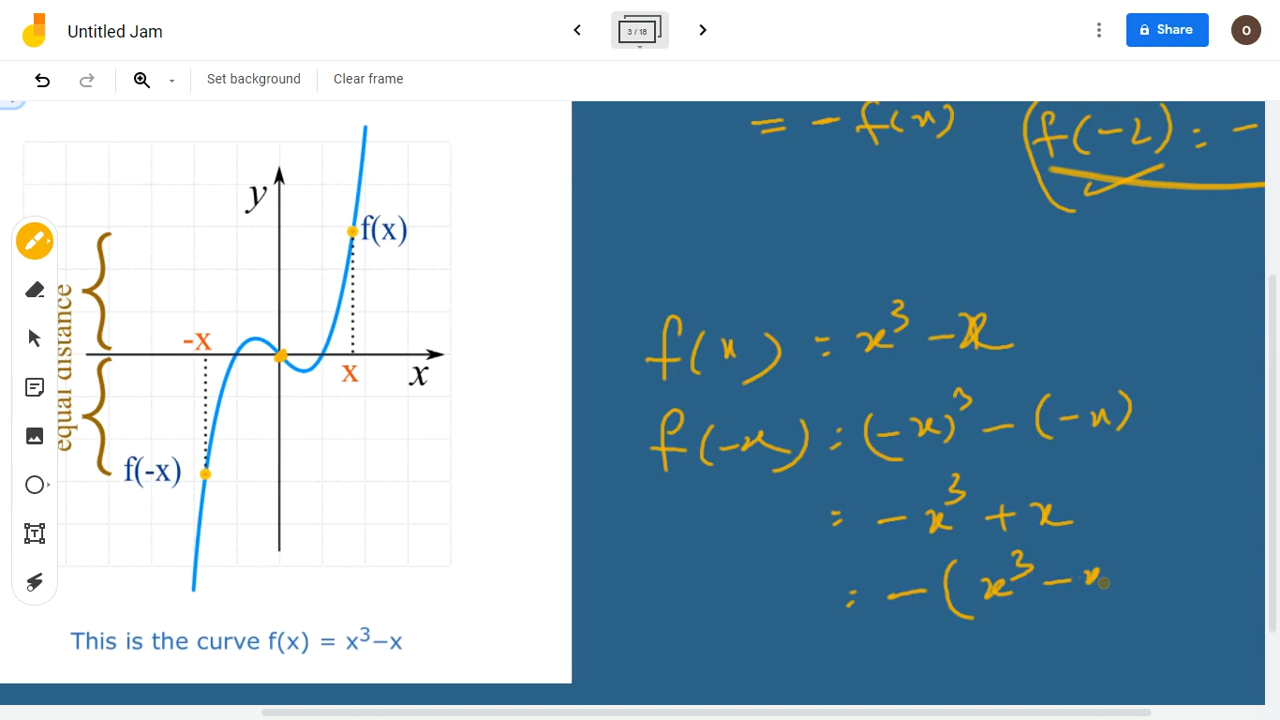 Untitled Jam
3 / 18
Share
O
Set background
Clear frame
y
f(x)
-x
x
x
equal distance
f(-x)
This is the curve f(x) = x³−x
= - f(x)
f(-2) = -
f(x) = x³ - x
f(-x) = (-x)³ - (-x)
= - x³ + x
= - (x³ - x